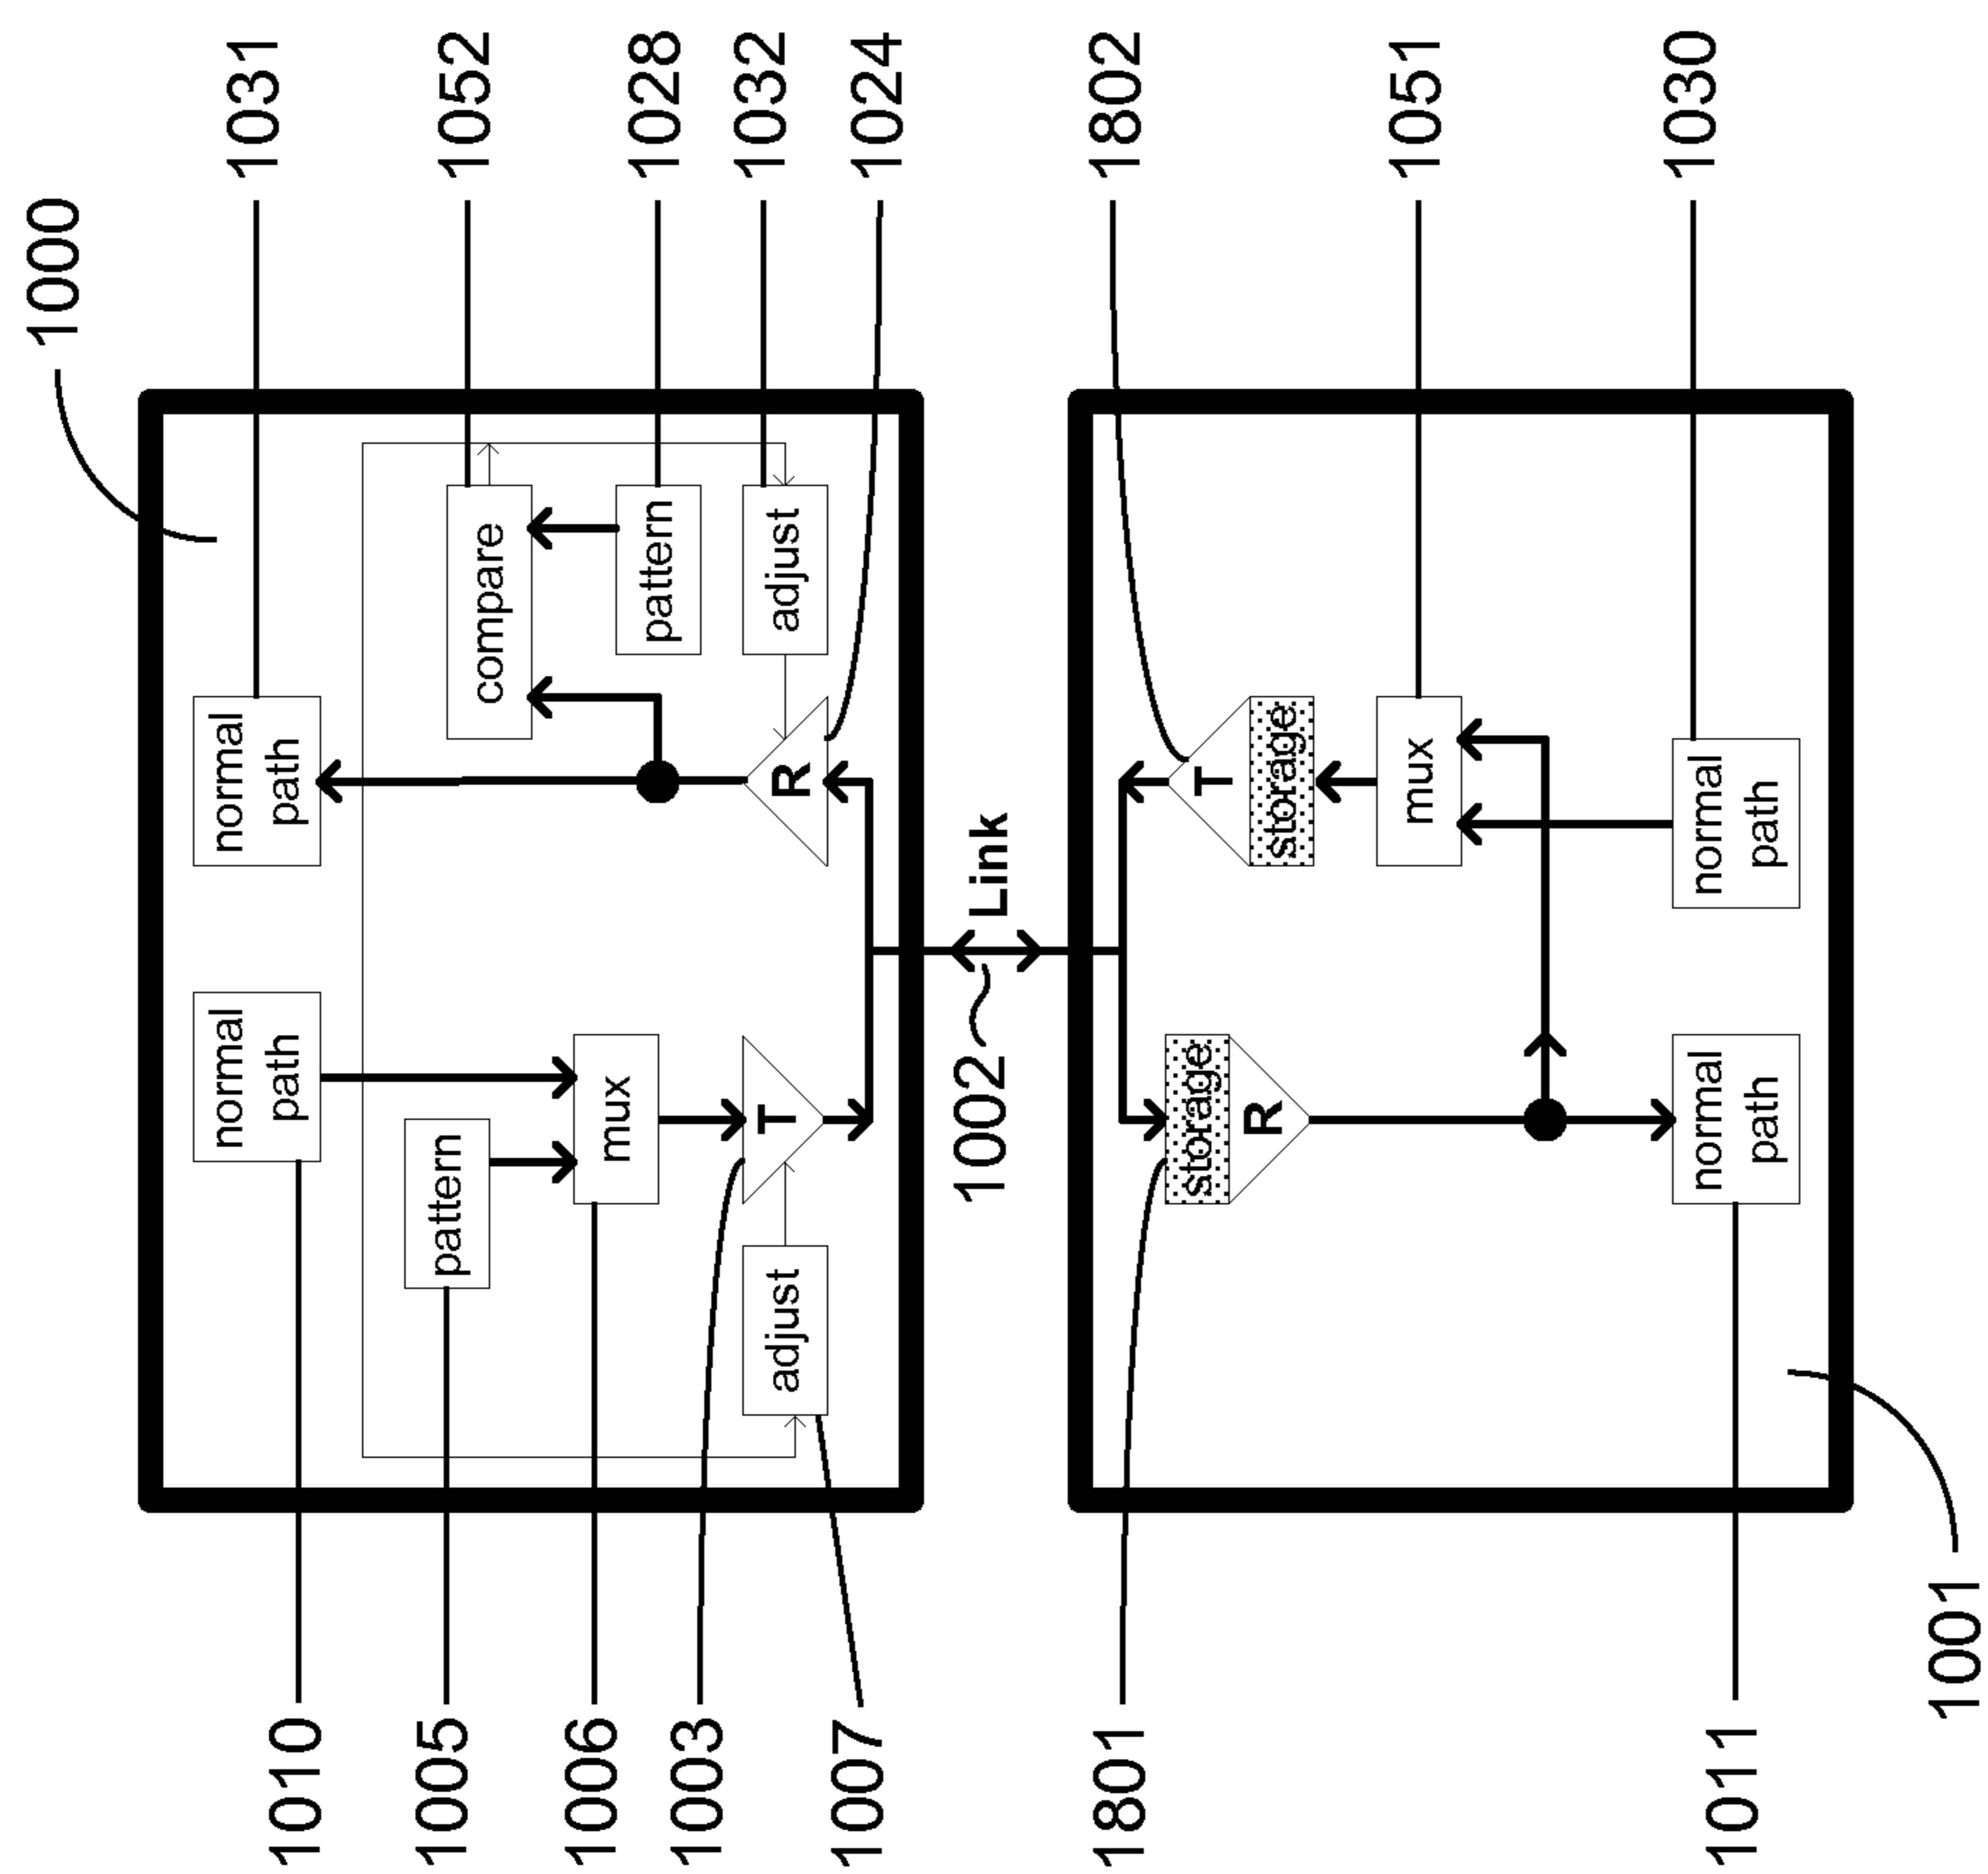 1000
1010
normal
path
normal
path
1031
1005
pattern
compare
1052
1006
mux
pattern
1028
1003
adjust
T
R
adjust
1032
1007
1024
1002
Link
1801
storage
R
T
storage
1802
mux
1051
1011
normal
path
normal
path
1030
1001